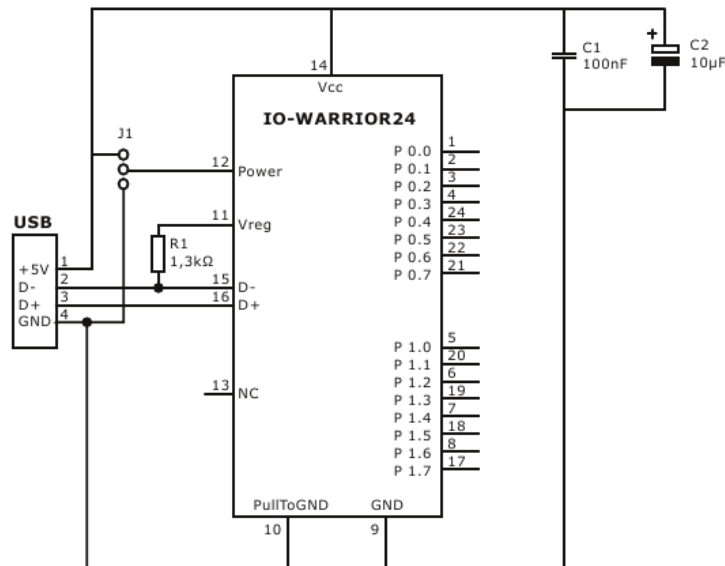 C1
100nF
+
C2
10µF
14
Vcc
IO-WARRIOR24
J1
12
Power
11
Vreg
R1
1,3kΩ
USB
+5V
1
D-
2
D+
3
GND
4
15
D-
16
D+
13
NC
P 0.0
1
P 0.1
2
P 0.2
3
P 0.3
4
P 0.4
24
P 0.5
23
P 0.6
22
P 0.7
21
P 1.0
5
P 1.1
20
P 1.2
6
P 1.3
19
P 1.4
7
P 1.5
18
P 1.6
8
P 1.7
17
PullToGND
GND
10
9